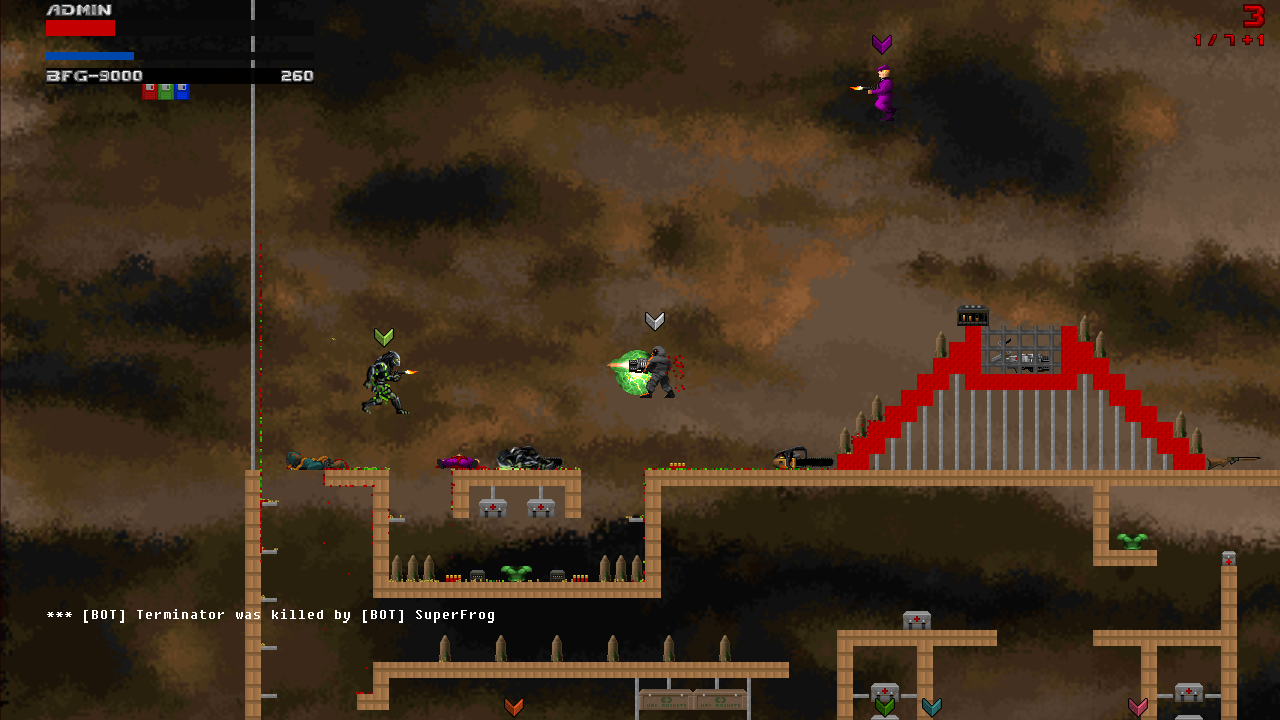 ADMIN
3
1/7+1
BFG-9000 260
*** [BOT] Terminator was killed by [BOT] SuperFrog